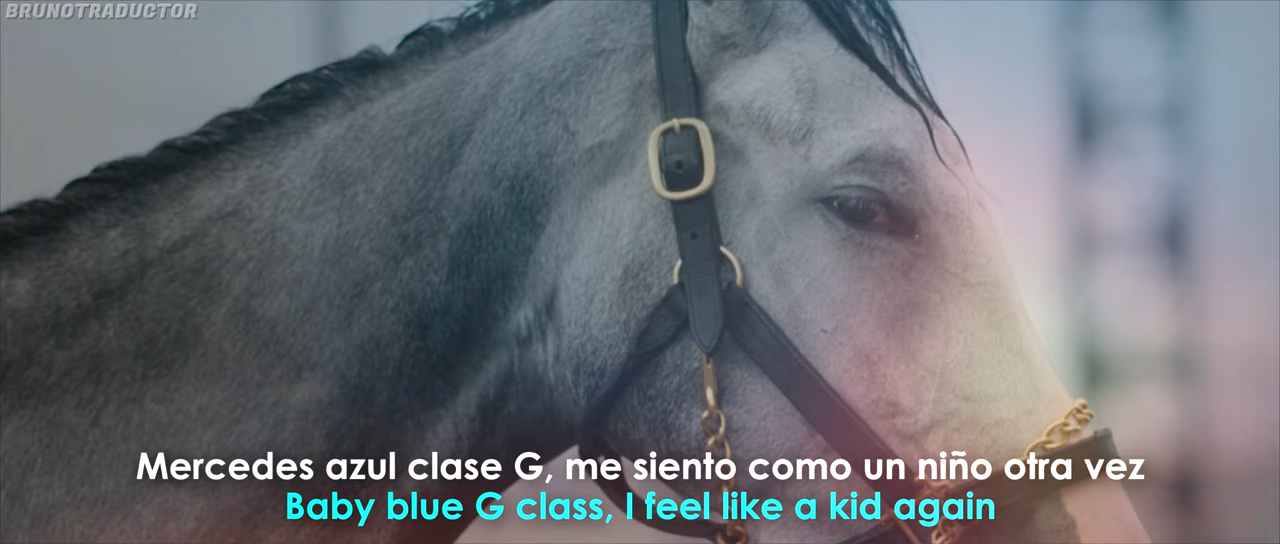 BRUNOTRADUCTOR
Mercedes azul clase G, me siento como un niño otra vez
Baby blue G class, I feel like a kid again